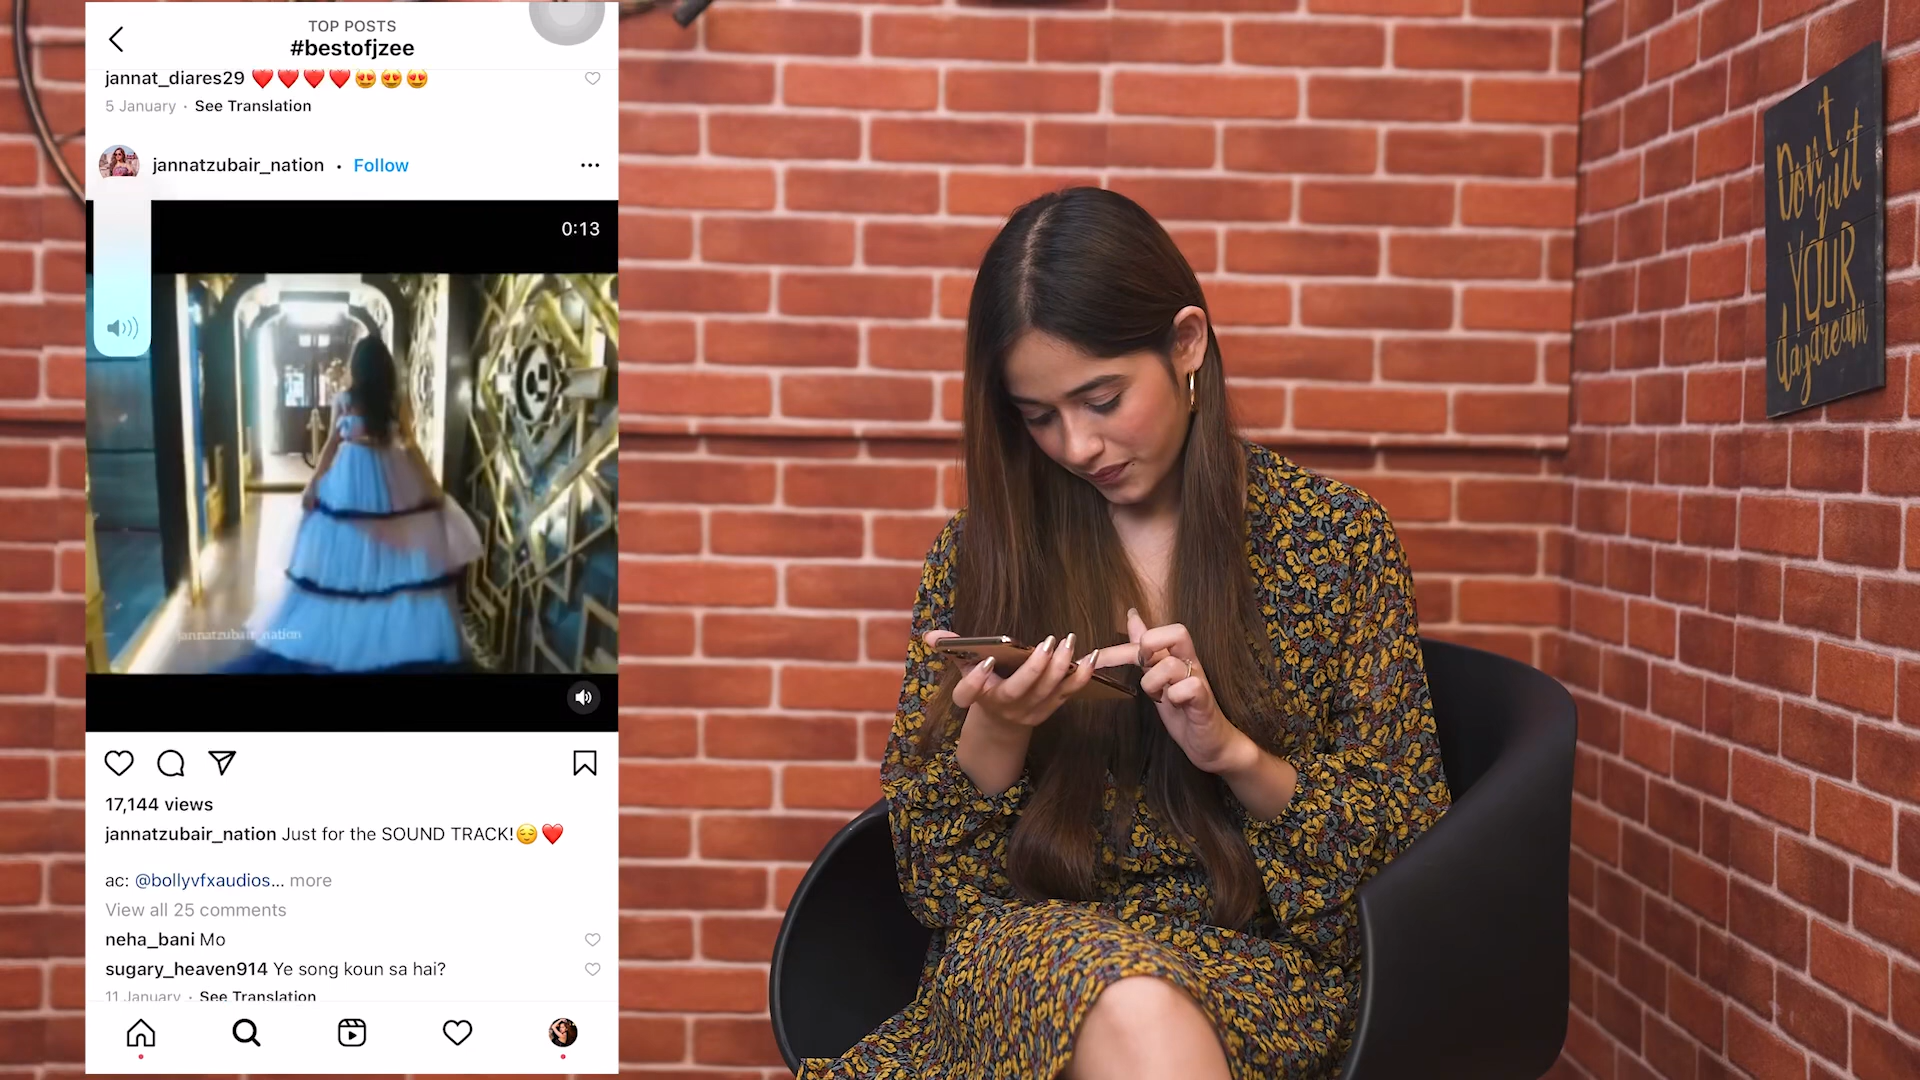 TOP POSTS
#bestofjzee
jannat_diares29 ❤️❤️❤️❤️😍😍😍
5 January · See Translation
jannatzubair_nation • Follow
0:13
jannatzubair_nation
17,144 views
jannatzubair_nation Just for the SOUND TRACK!😌❤️
ac: @bollyvfxaudios... more
View all 25 comments
neha_bani Mo
sugary_heaven914 Ye song koun sa hai?
11 January · See Translation
Don't
quit
YOUR
daydream